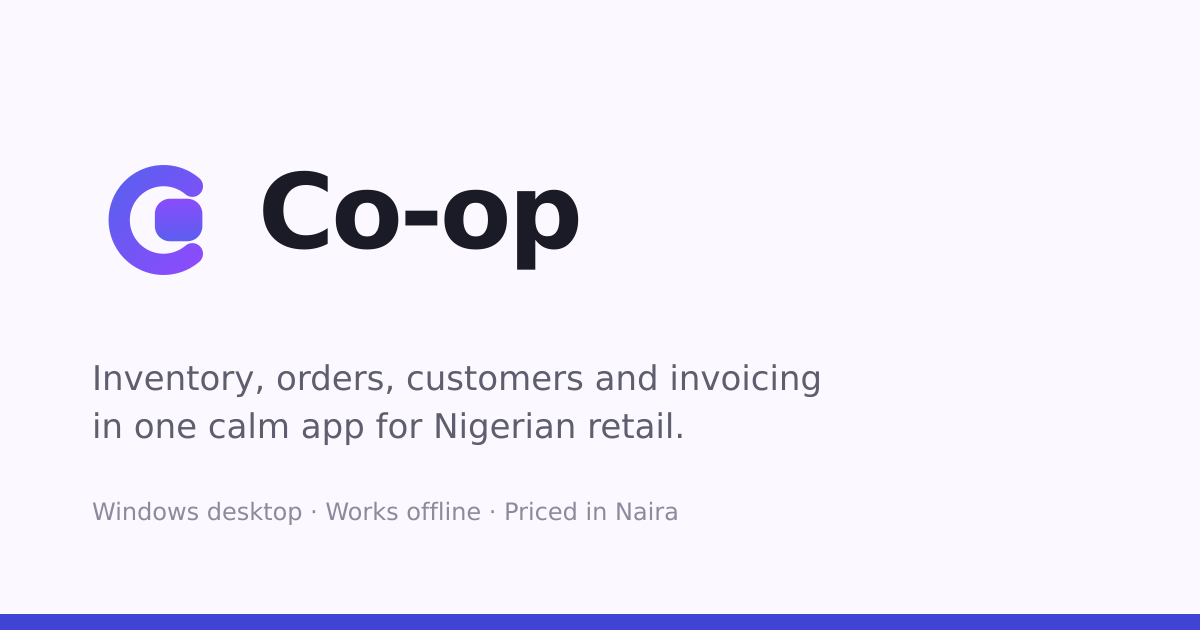 Co-op
Inventory, orders, customers and invoicing
in one calm app for Nigerian retail.
Windows desktop · Works offline · Priced in Naira